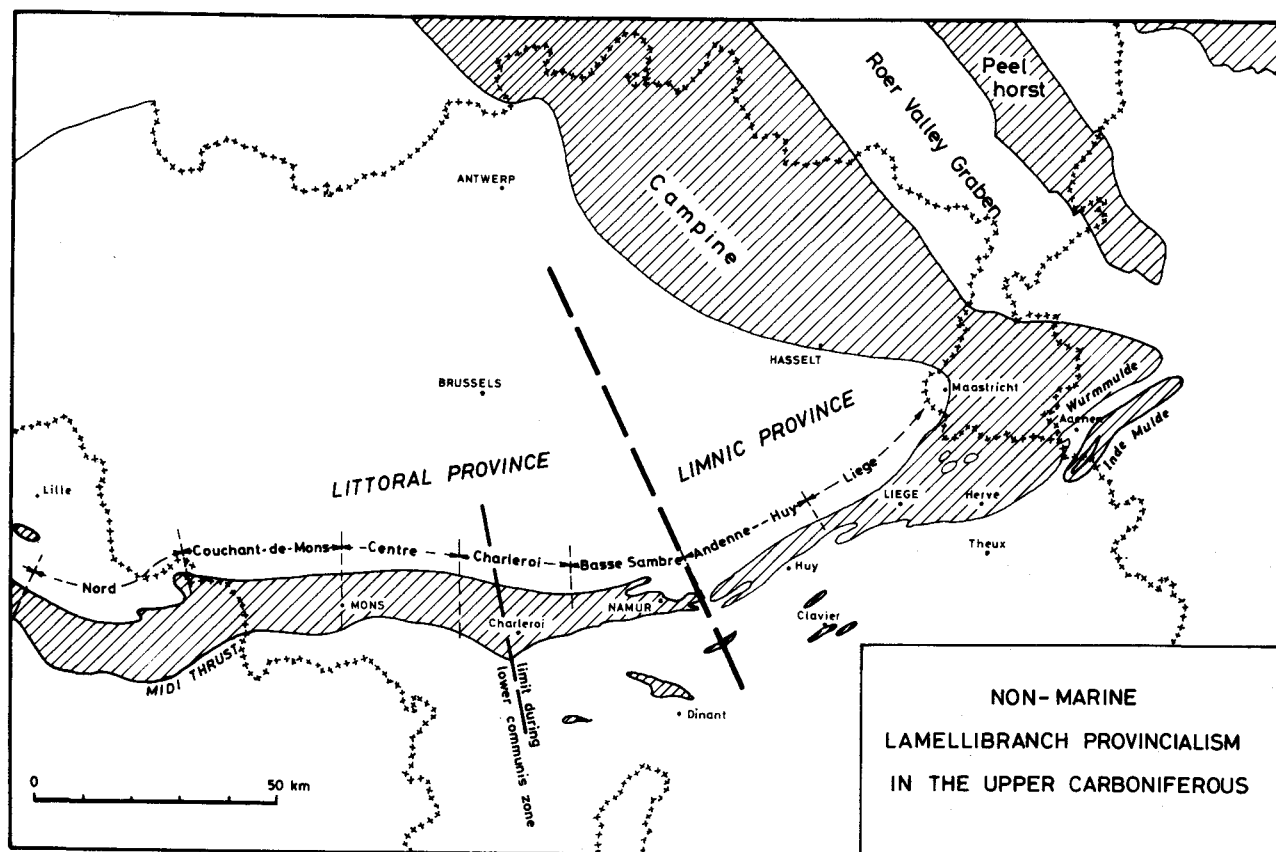 Peel
horst
Roer Valley Graben
ANTWERP
Campine
HASSELT
BRUSSELS
Maastricht
Wurmmulde
Aachen
Inde Mulde
LIMNIC PROVINCE
LITTORAL PROVINCE
Lille
Liege
LIEGE
Herve
Theux
Nord
Couchant-de-Mons
Centre
Charleroi
Basse Sambre
Andenne
Huy
Huy
MONS
Charleroi
NAMUR
Clavier
MIDI THRUST
limit during
lower communis zone
Dinant
0
50 km
NON-MARINE
LAMELLIBRANCH PROVINCIALISM
IN THE UPPER CARBONIFEROUS